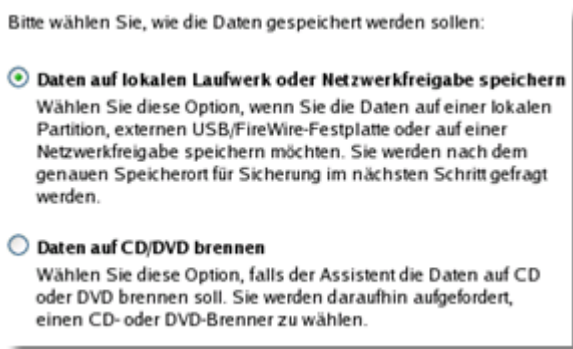 Bitte wählen Sie, wie die Daten gespeichert werden sollen:
Daten auf lokalen Laufwerk oder Netzwerkfreigabe speichern
Wählen Sie diese Option, wenn Sie die Daten auf einer lokalen
Partition, externen USB/FireWire-Festplatte oder auf einer
Netzwerkfreigabe speichern möchten. Sie werden nach dem
genauen Speicherort für Sicherung im nächsten Schritt gefragt
werden.
Daten auf CD/DVD brennen
Wählen Sie diese Option, falls der Assistent die Daten auf CD
oder DVD brennen soll. Sie werden daraufhin aufgefordert,
einen CD- oder DVD-Brenner zu wählen.